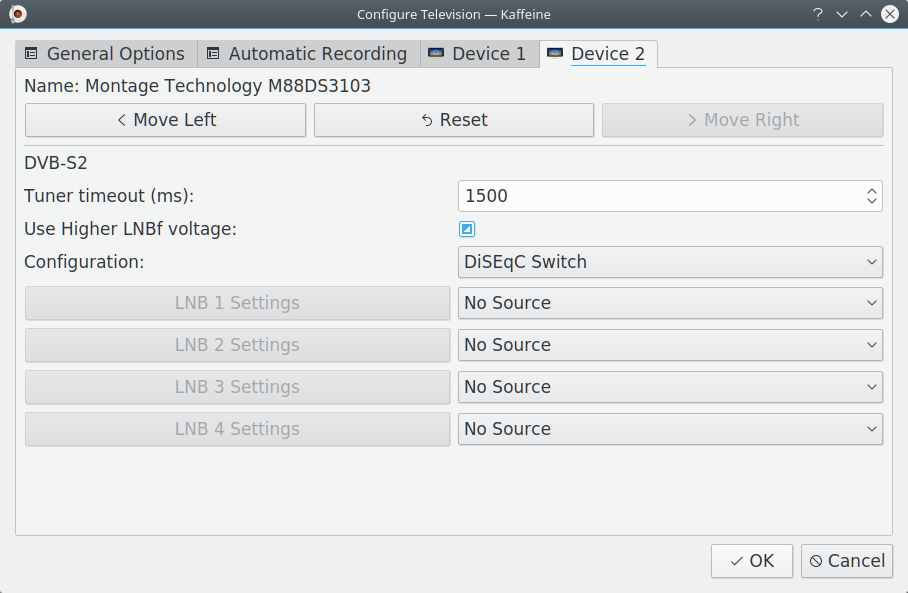 Configure Television — Kaffeine
General Options Automatic Recording Device 1 Device 2
Name: Montage Technology M88DS3103
Move Left Reset Move Right
DVB-S2
Tuner timeout (ms): 1500
Use Higher LNBf voltage:
Configuration: DiSEqC Switch
LNB 1 Settings No Source
LNB 2 Settings No Source
LNB 3 Settings No Source
LNB 4 Settings No Source
OK Cancel